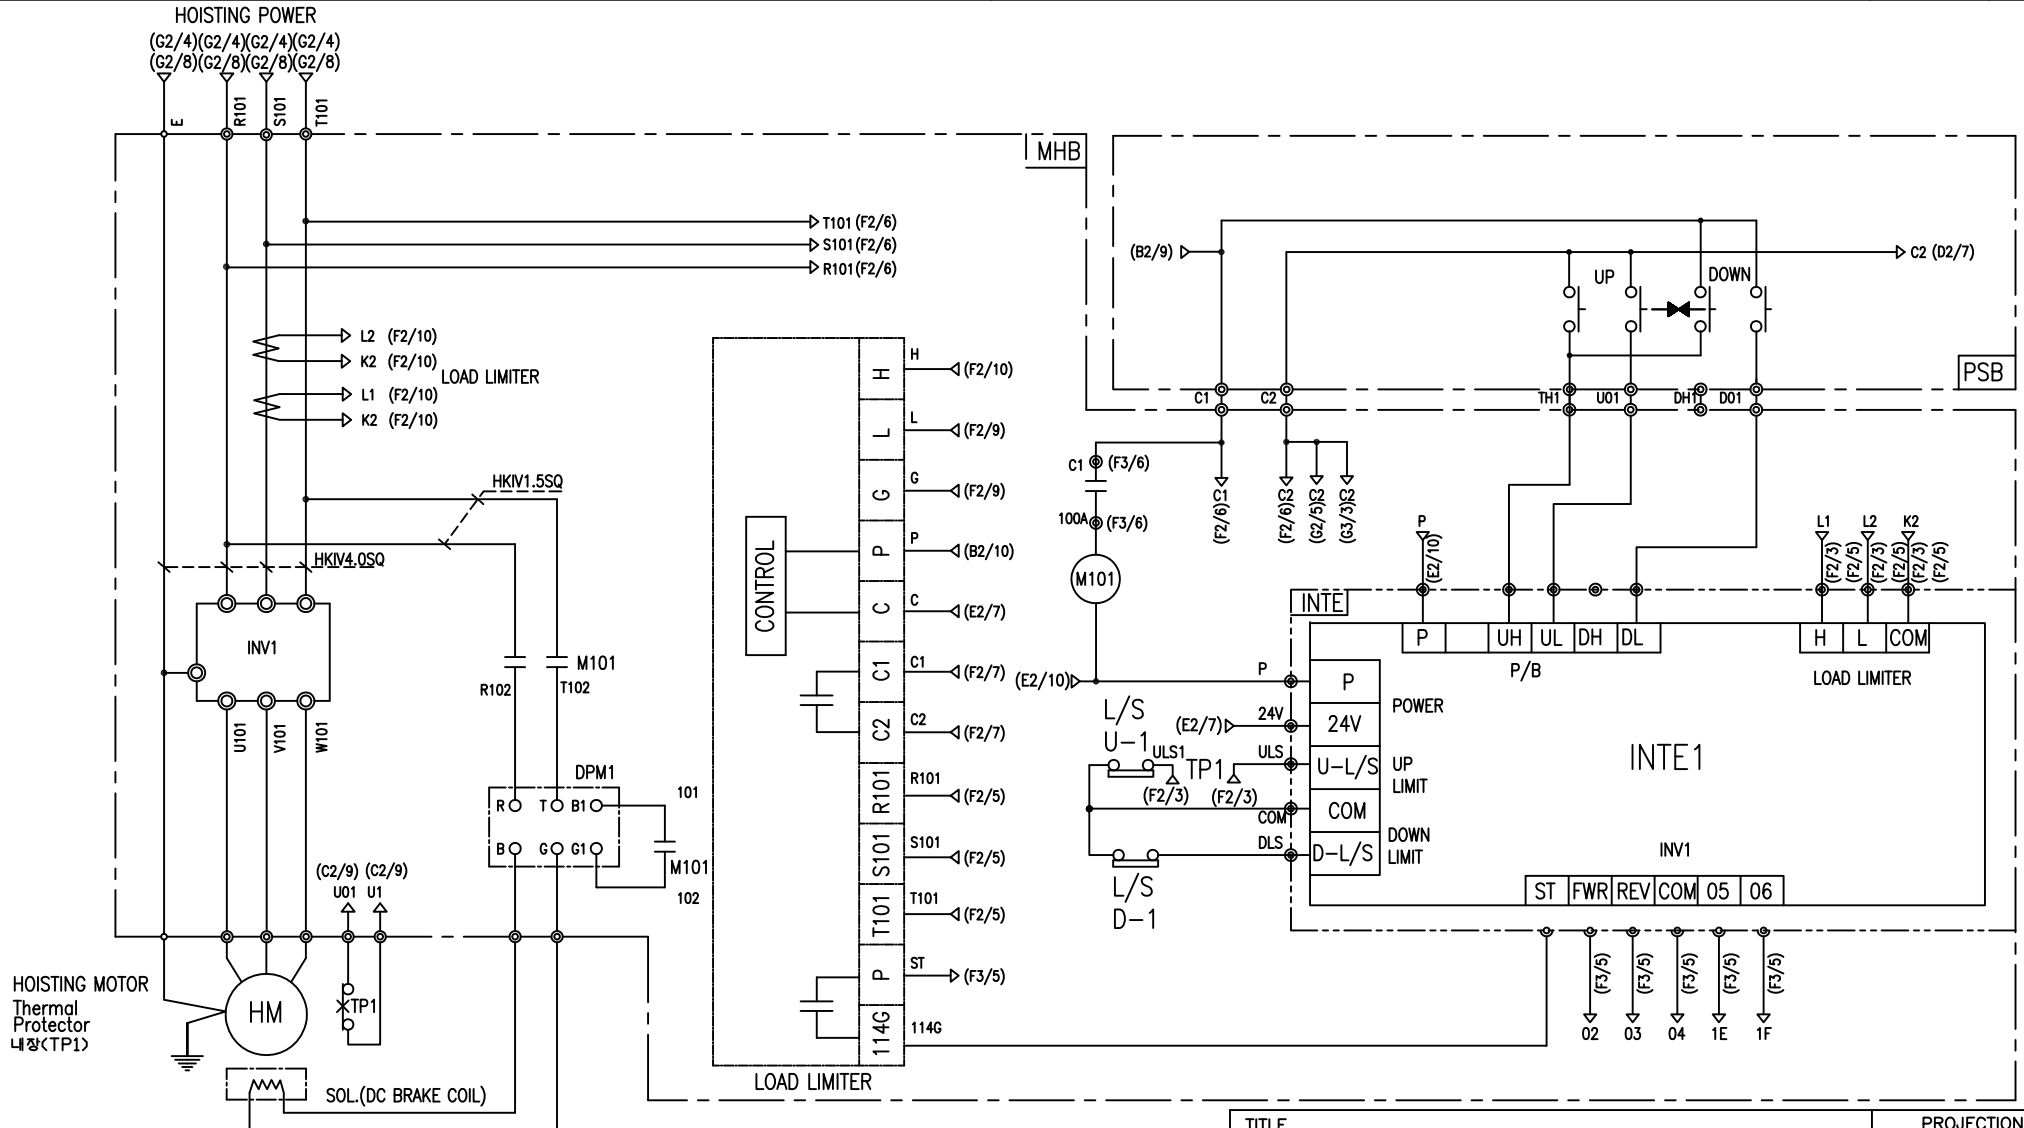 HOISTING POWER
(G2/4)(G2/4)(G2/4)(G2/4)
(G2/8)(G2/8)(G2/8)(G2/8)
E
R101
S101
T101
MHB
T101 (F2/6)
S101 (F2/6)
R101 (F2/6)
L2 (F2/10)
K2 (F2/10)
LOAD LIMITER
L1 (F2/10)
K2 (F2/10)
HKIV1.5SQ
HKIV4.0SQ
INV1
U101
V101
W101
M101
R102
T102
DPM1
R
T
B1
B
G
G1
101
M101
102
(C2/9)
(C2/9)
U01
U1
HOISTING MOTOR
Thermal
Protector
내장(TP1)
HM
TP1
SOL.(DC BRAKE COIL)
CONTROL
H
H
(F2/10)
L
L
(F2/9)
G
G
(F2/9)
P
P
(B2/10)
C
C
(E2/7)
C1
C1
(F2/7)
C2
C2
(F2/7)
R101
R101
(F2/5)
S101
S101
(F2/5)
T101
T101
(F2/5)
P
ST
(F3/5)
114G
114G
LOAD LIMITER
(B2/9)
C2 (D2/7)
UP
DOWN
PSB
C1
C2
TH1
U01
DH1
D01
C1
(F3/6)
100A
(F3/6)
M101
C1
(F2/6)
C2
(F2/6)
C2
(G2/5)
C2
(G3/3)
P
(E2/10)
L1
L2
K2
(F2/3)
(F2/5)
(F2/3)
(F2/5)
(F2/3)
(F2/5)
INTE
P
UH
UL
DH
DL
P/B
H
L
COM
LOAD LIMITER
(E2/10)
P
P
POWER
(E2/7)
24V
24V
L/S
U-1
ULS1
(F2/3)
TP1
(F2/3)
ULS
U-L/S
UP
LIMIT
COM
COM
DLS
D-L/S
DOWN
LIMIT
L/S
D-1
INTE1
INV1
ST
FWR
REV
COM
05
06
(F3/5)
(F3/5)
(F3/5)
(F3/5)
(F3/5)
02
03
04
1E
1F
TITLE
PROJECTION